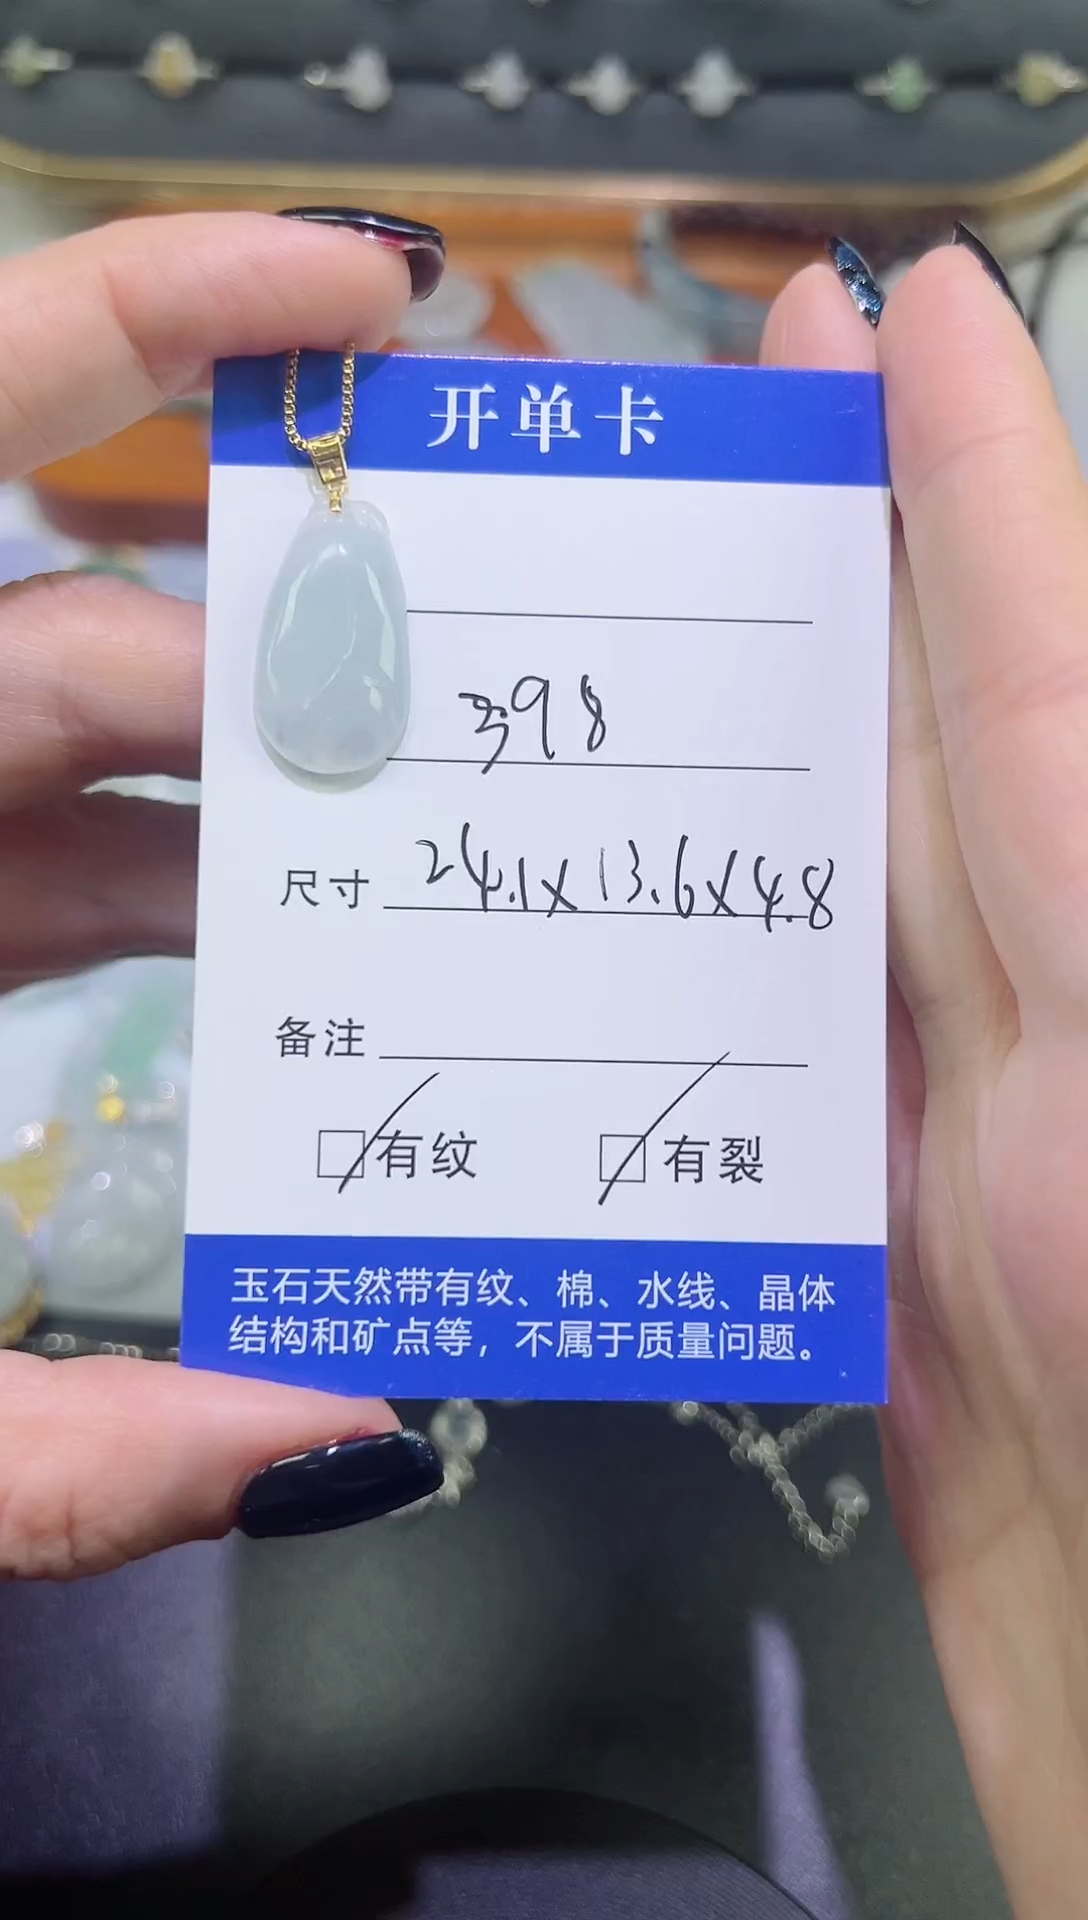 开单卡
398
尺寸 24.1x13.6x4.8
备注
有纹 有裂
玉石天然带有纹、棉、水线、晶体
结构和矿点等，不属于质量问题。